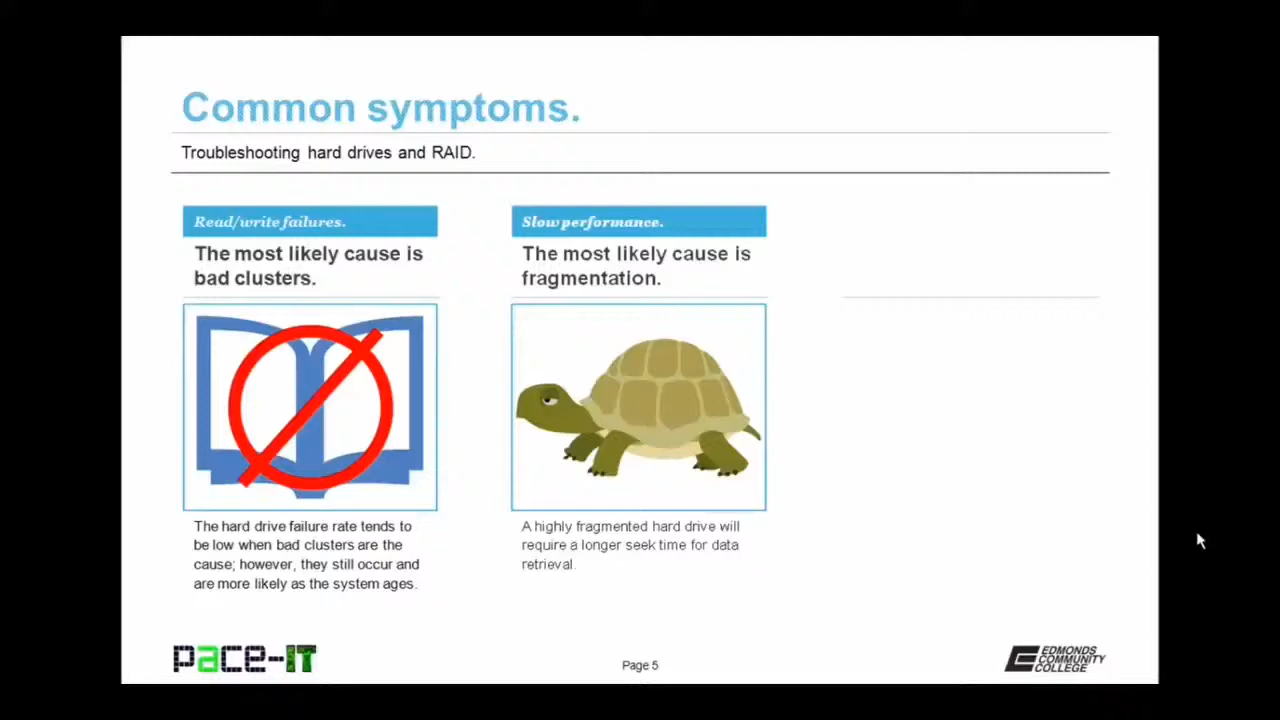 Common symptoms.
Troubleshooting hard drives and RAID.
Read/write failures.
The most likely cause is
bad clusters.
The hard drive failure rate tends to
be low when bad clusters are the
cause; however, they still occur and
are more likely as the system ages.
Slow performance.
The most likely cause is
fragmentation.
A highly fragmented hard drive will
require a longer seek time for data
retrieval.
pace-IT
Page 5
EDMONDS
COMMUNITY
COLLEGE